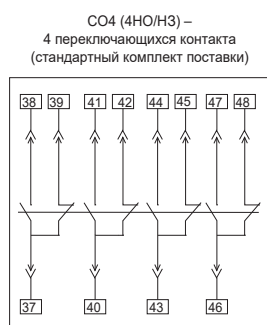 CO4 (4НО/НЗ) –
4 переключающихся контакта
(стандартный комплект поставки)
38 39 41 42 44 45 47 48
37 40 43 46